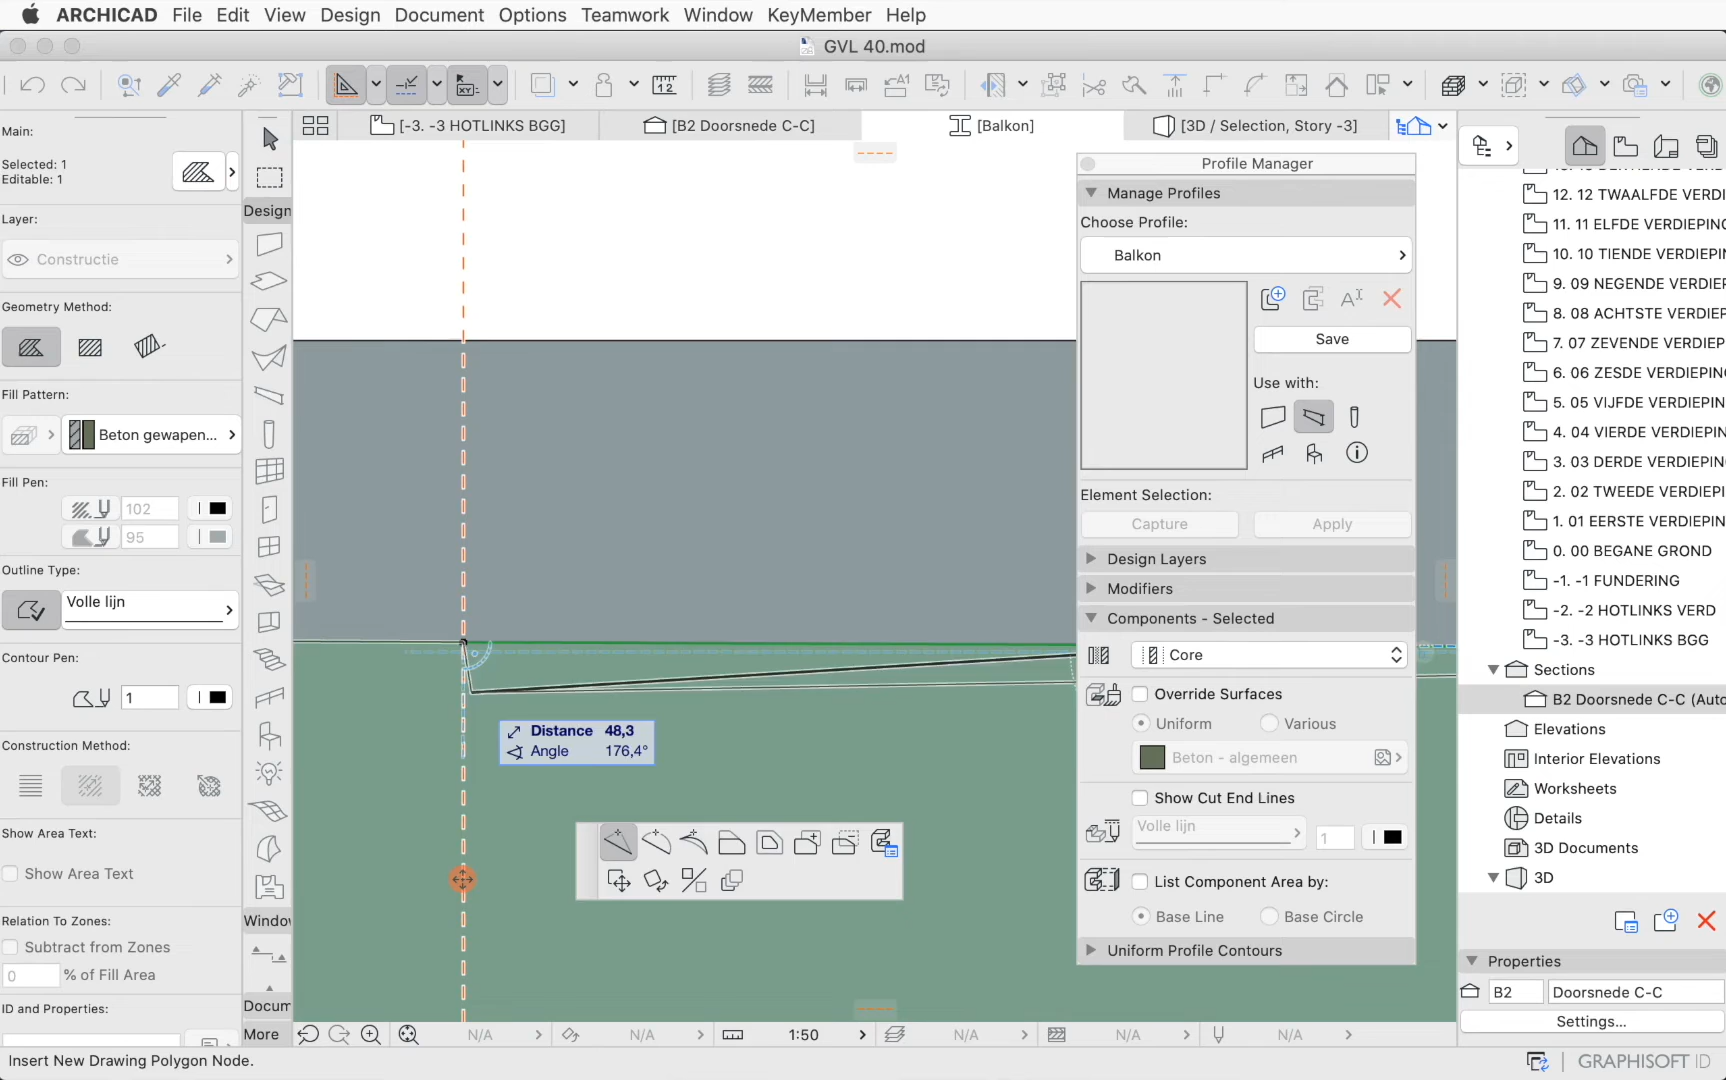 ARCHICAD File Edit View Design Document Options Teamwork Window KeyMember Help
GVL 40.mod
[-3. -3 HOTLINKS BGG]
[B2 Doorsnede C-C]
[Balkon]
[3D / Selection, Story -3]
Main:
Selected: 1
Editable: 1
Layer:
Constructie
Geometry Method:
Fill Pattern:
Beton gewapen...
Fill Pen:
102
95
Outline Type:
Volle lijn
Contour Pen:
1
Construction Method:
Show Area Text:
Show Area Text
Relation To Zones:
Subtract from Zones
0
% of Fill Area
ID and Properties:
Design
Windo
Docum
More
Distance 48,3
Angle 176,4°
Profile Manager
Manage Profiles
Choose Profile:
Balkon
Save
Use with:
Element Selection:
Capture
Apply
Design Layers
Modifiers
Components - Selected
Core
Override Surfaces
Uniform
Various
Beton - algemeen
Show Cut End Lines
Volle lijn
1
List Component Area by:
Base Line
Base Circle
Uniform Profile Contours
12. 12 TWAALFDE VERDI
11. 11 ELFDE VERDIEPING
10. 10 TIENDE VERDIEPIN
9. 09 NEGENDE VERDIEF
8. 08 ACHTSTE VERDIEP
7. 07 ZEVENDE VERDIEP
6. 06 ZESDE VERDIEPING
5. 05 VIJFDE VERDIEPIN
4. 04 VIERDE VERDIEPIN
3. 03 DERDE VERDIEPIN
2. 02 TWEEDE VERDIEPI
1. 01 EERSTE VERDIEPIN
0. 00 BEGANE GROND
-1. -1 FUNDERING
-2. -2 HOTLINKS VERD
-3. -3 HOTLINKS BGG
Sections
B2 Doorsnede C-C (Auto
Elevations
Interior Elevations
Worksheets
Details
3D Documents
3D
Properties
B2
Doorsnede C-C
Settings...
N/A
N/A
1:50
N/A
N/A
N/A
Insert New Drawing Polygon Node.
GRAPHISOFT ID